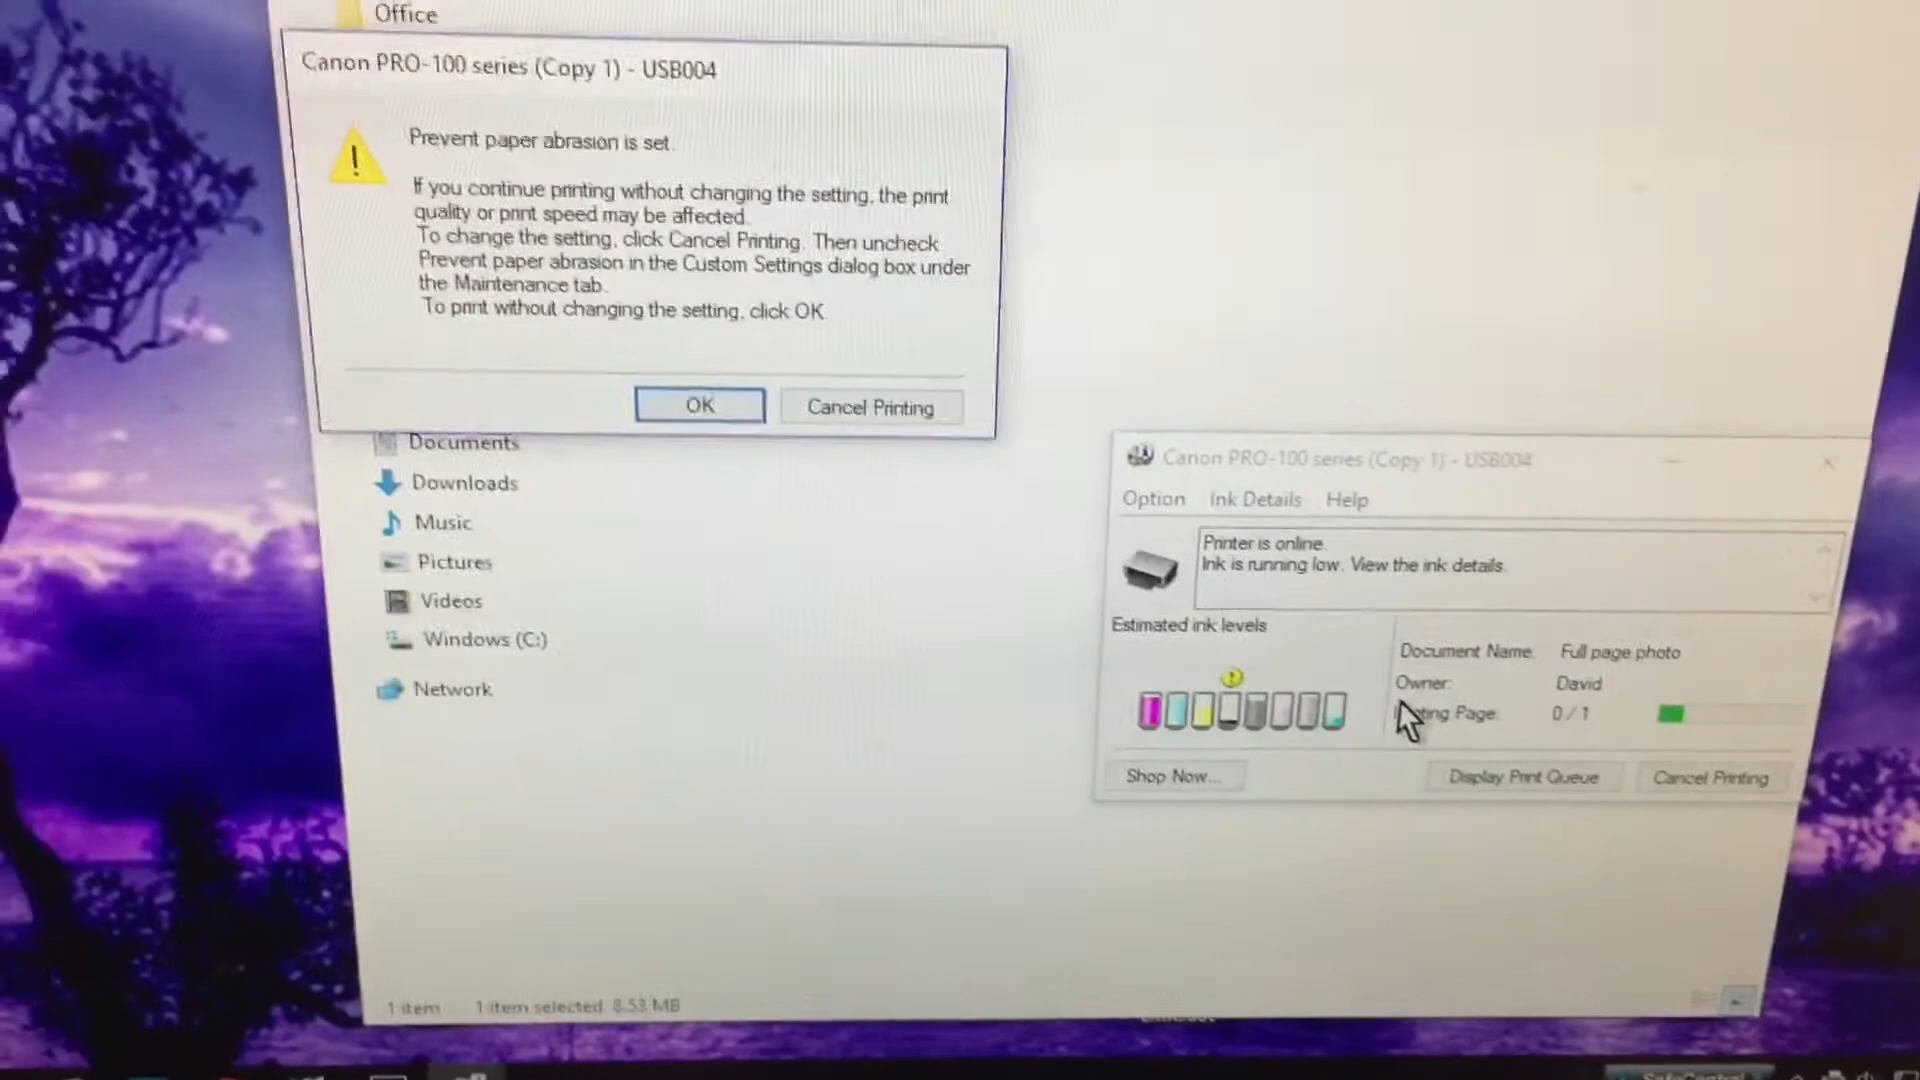 Office
Canon PRO-100 series (Copy 1) - USB004
Prevent paper abrasion is set.
If you continue printing without changing the setting, the print
quality or print speed may be affected.
To change the setting, click Cancel Printing. Then uncheck
Prevent paper abrasion in the Custom Settings dialog box under
the Maintenance tab.
To print without changing the setting, click OK.
OK
Cancel Printing
Documents
Downloads
Music
Pictures
Videos
Windows (C:)
Network
1 item 1 item selected 8.53 MB
Canon PRO-100 series (Copy 1) - USB004
Option Ink Details Help
Printer is online.
Ink is running low. View the ink details.
Estimated ink levels
Document Name: Full page photo
Owner: David
Page: 0 / 1
Shop Now...
Display Print Queue
Cancel Printing